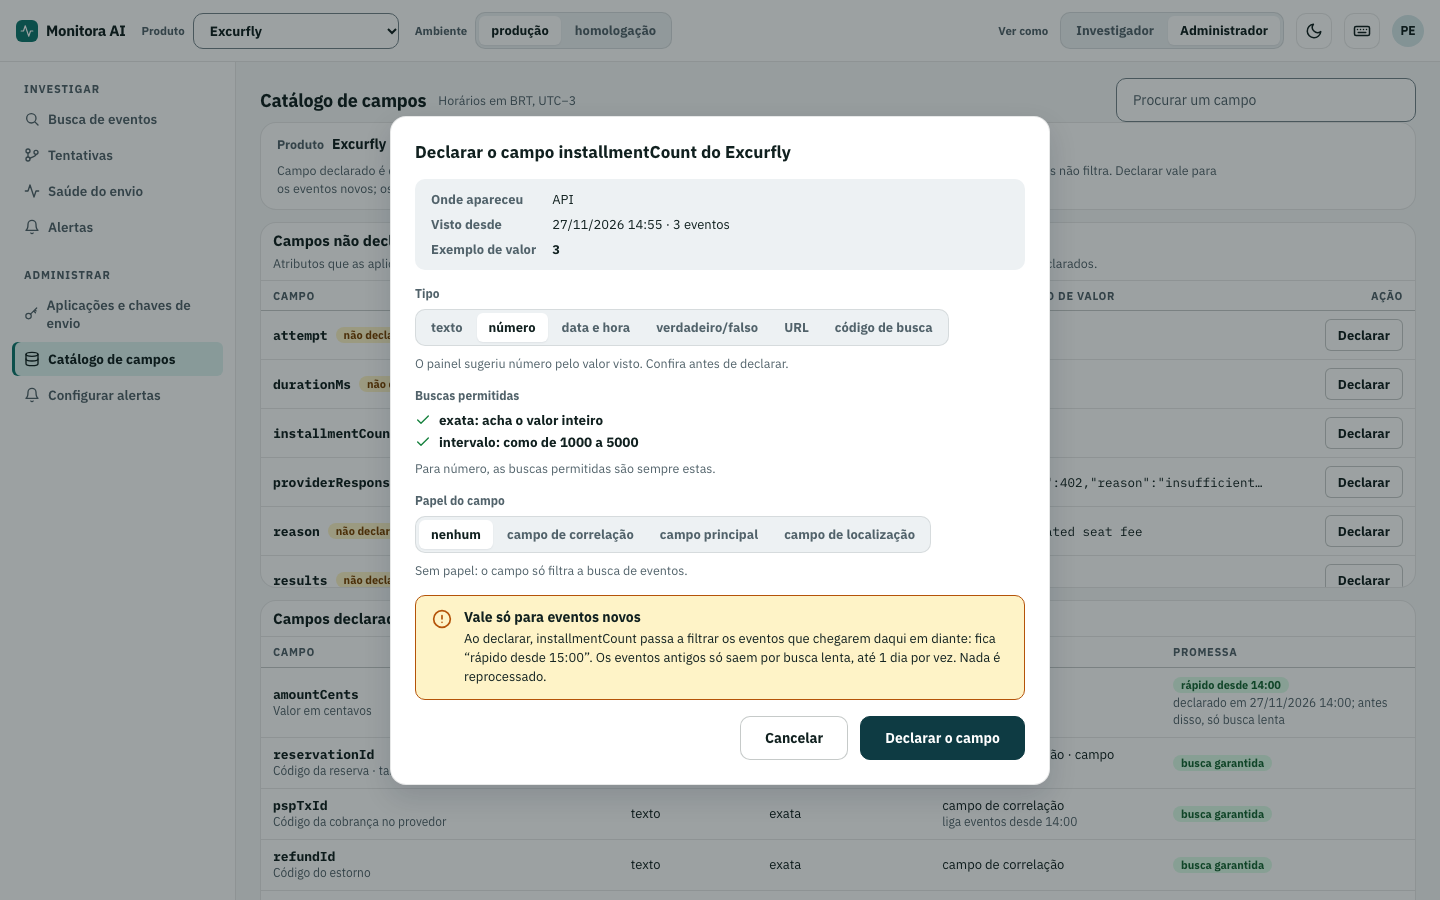 Monitora AI
Produto
Excurfly
Ambiente
produção
homologação
Ver como
Investigador
Administrador
PE
INVESTIGAR
Busca de eventos
Tentativas
Saúde do envio
Alertas
ADMINISTRAR
Aplicações e chaves de
envio
Catálogo de campos
Configurar alertas
Catálogo de campos
Horários em BRT, UTC−3
Procurar um campo
Produto Excurfly
Campo declarado é
s não filtra. Declarar vale para
os eventos novos; os
Campos não decl
Atributos que as aplic
clarados.
CAMPO
O DE VALOR
AÇÃO
attempt
não decla
Declarar
durationMs
não
Declarar
installmentCoun
Declarar
providerRespons
":402,"reason":"insufficient…
Declarar
reason
não declar
ated seat fee
Declarar
results
não decla
Declarar
Declarar o campo installmentCount do Excurfly
Onde apareceu
API
Visto desde
27/11/2026 14:55 · 3 eventos
Exemplo de valor
3
Tipo
texto
número
data e hora
verdadeiro/falso
URL
código de busca
O painel sugeriu número pelo valor visto. Confira antes de declarar.
Buscas permitidas
exata: acha o valor inteiro
intervalo: como de 1000 a 5000
Para número, as buscas permitidas são sempre estas.
Papel do campo
nenhum
campo de correlação
campo principal
campo de localização
Sem papel: o campo só filtra a busca de eventos.
Vale só para eventos novos
Ao declarar, installmentCount passa a filtrar os eventos que chegarem daqui em diante: fica
“rápido desde 15:00”. Os eventos antigos só saem por busca lenta, até 1 dia por vez. Nada é
reprocessado.
Cancelar
Declarar o campo
Campos declarad
CAMPO
PROMESSA
amountCents
Valor em centavos
rápido desde 14:00
declarado em 27/11/2026 14:00; antes
disso, só busca lenta
reservationId
Código da reserva · ta
ão · campo
busca garantida
pspTxId
Código da cobrança no provedor
texto
exata
campo de correlação
liga eventos desde 14:00
busca garantida
refundId
Código do estorno
texto
exata
campo de correlação
busca garantida